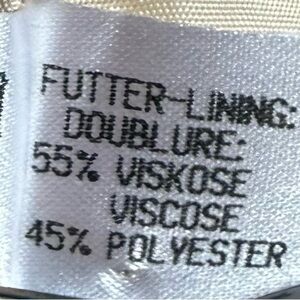 FUTTER-LINING:
DOUBLURE:
55% VISKOSE
VISCOSE
45% POLYESTER